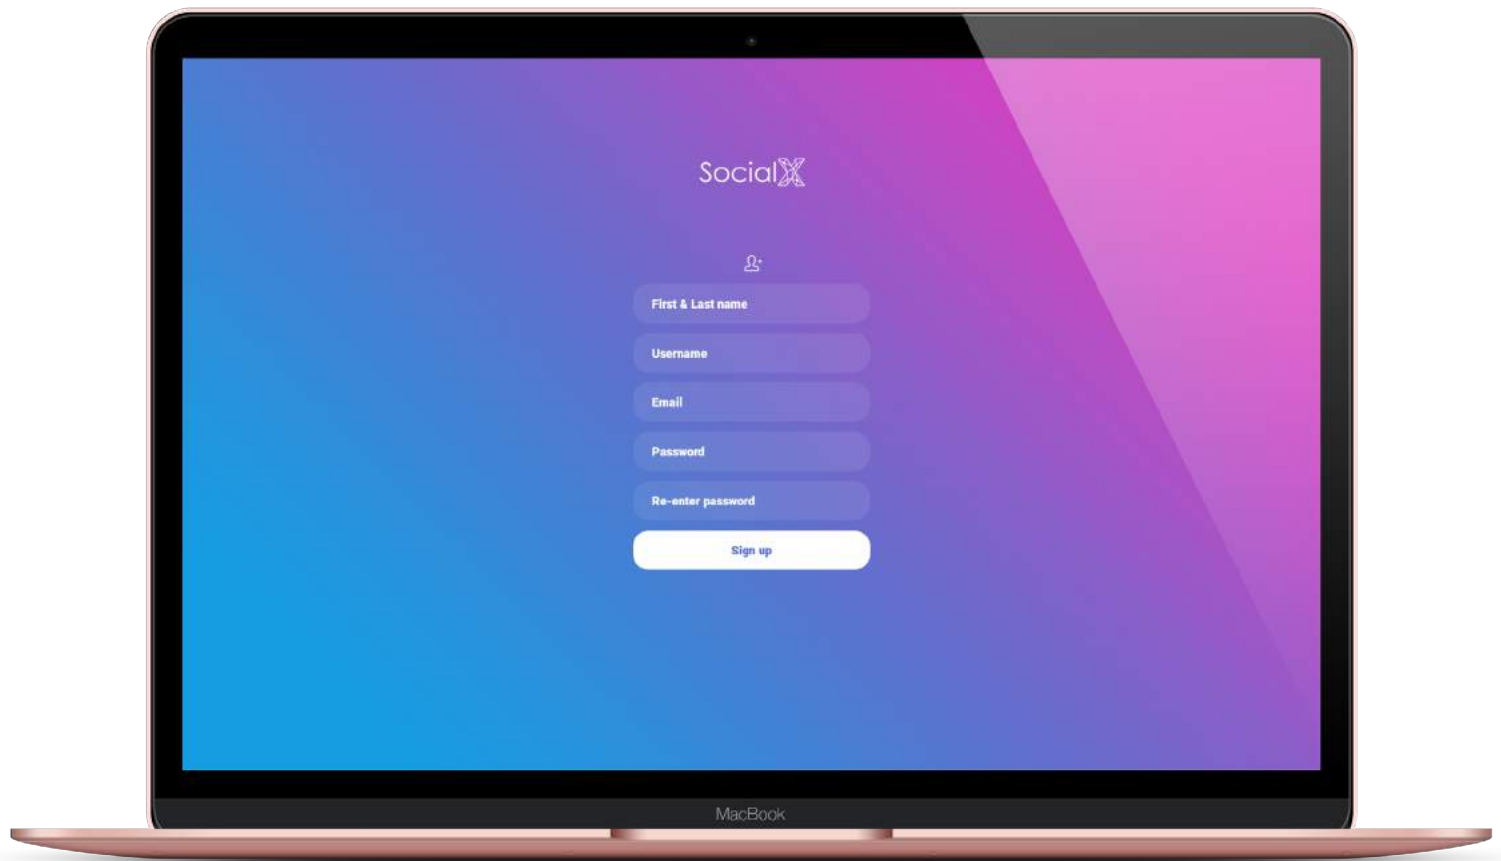 SocialX
First & Last name
Username
Email
Password
Re-enter password
Sign up
MacBook